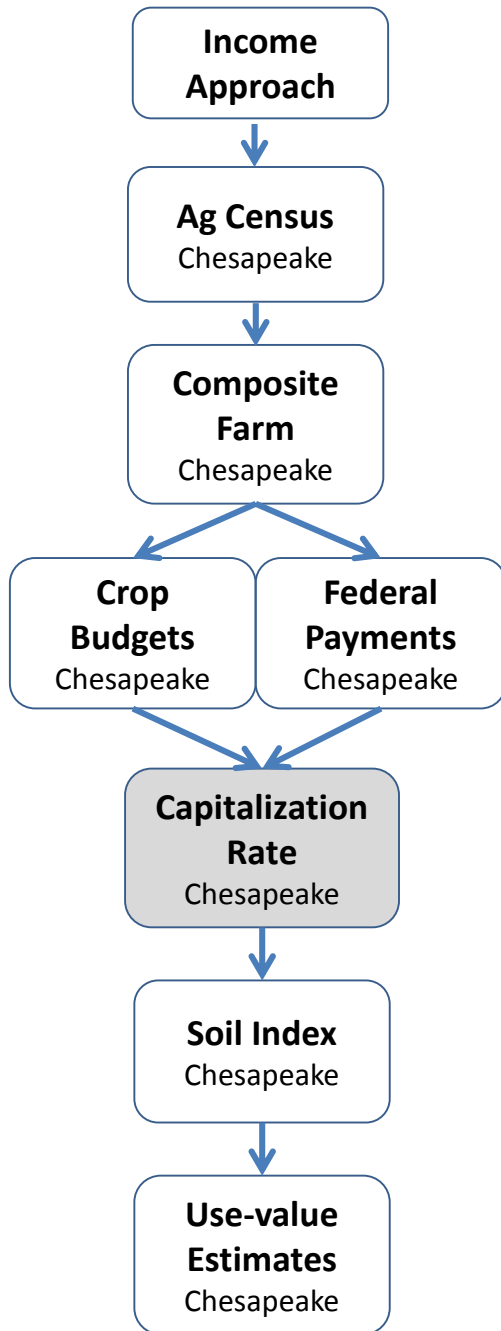 Income
Approach
Ag Census
Chesapeake
Composite
Farm
Chesapeake
Crop
Budgets
Chesapeake
Federal
Payments
Chesapeake
Capitalization
Rate
Chesapeake
Soil Index
Chesapeake
Use-value
Estimates
Chesapeake